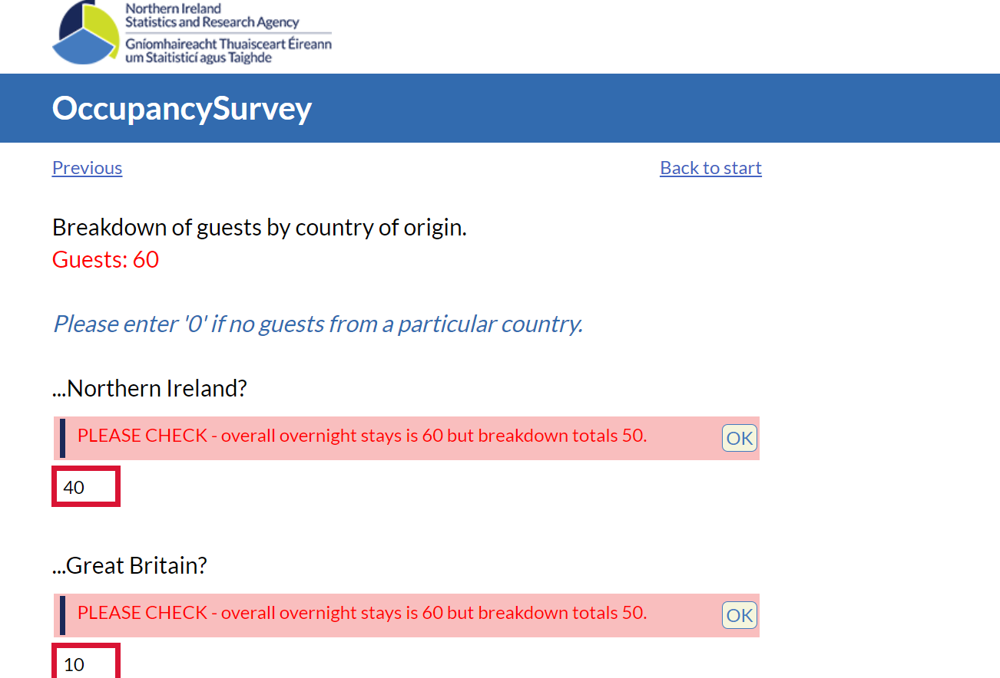 Northern Ireland
Statistics and Research Agency
Gníomhaireacht Thuaisceart Éireann
um Staitisticí agus Taighde
OccupancySurvey
Previous
Back to start
Breakdown of guests by country of origin.
Guests: 60
Please enter '0' if no guests from a particular country.
...Northern Ireland?
PLEASE CHECK - overall overnight stays is 60 but breakdown totals 50.
OK
40
...Great Britain?
PLEASE CHECK - overall overnight stays is 60 but breakdown totals 50.
OK
10